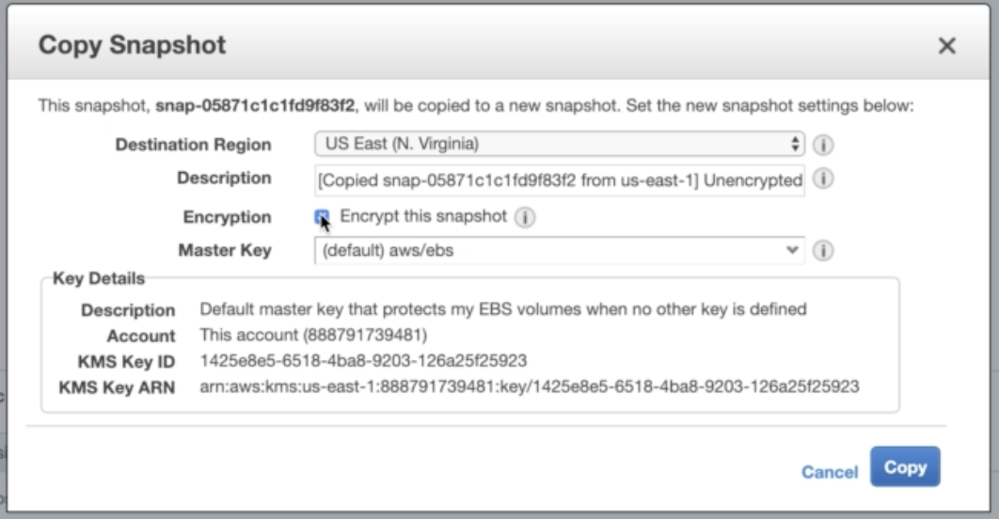 Copy Snapshot
This snapshot, snap-05871c1c1fd9f83f2, will be copied to a new snapshot. Set the new snapshot settings below:
Destination Region US East (N. Virginia)
Description [Copied snap-05871c1c1fd9f83f2 from us-east-1] Unencrypted
Encryption Encrypt this snapshot
Master Key (default) aws/ebs
Key Details
Description Default master key that protects my EBS volumes when no other key is defined
Account This account (888791739481)
KMS Key ID 1425e8e5-6518-4ba8-9203-126a25f25923
KMS Key ARN arn:aws:kms:us-east-1:888791739481:key/1425e8e5-6518-4ba8-9203-126a25f25923
Cancel Copy